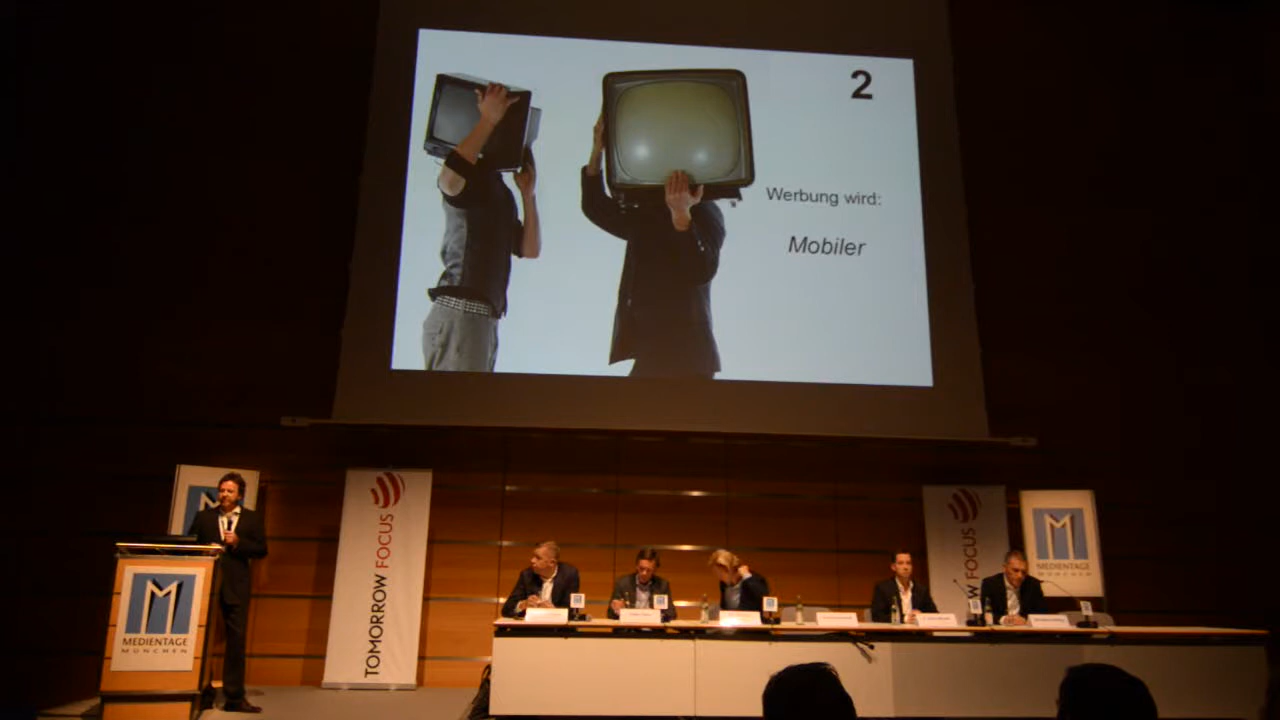 2
Werbung wird:
Mobiler
TOMORROW FOCUS
W FOCUS
M
MEDIENTAGE
MÜNCHEN
M
MEDIENTAGE
MÜNCHEN